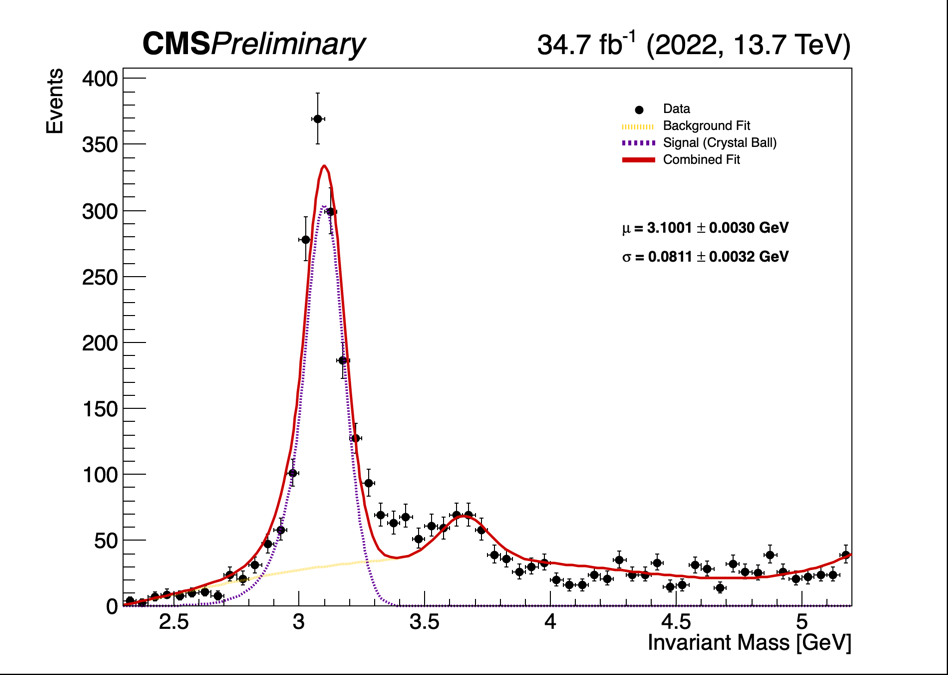 CMSPreliminary 34.7 fb⁻¹ (2022, 13.7 TeV)
Events
400
350
300
250
200
150
100
50
0
Data
Background Fit
Signal (Crystal Ball)
Combined Fit
μ = 3.1001 ± 0.0030 GeV
σ = 0.0811 ± 0.0032 GeV
2.5 3 3.5 4 4.5 5
Invariant Mass [GeV]